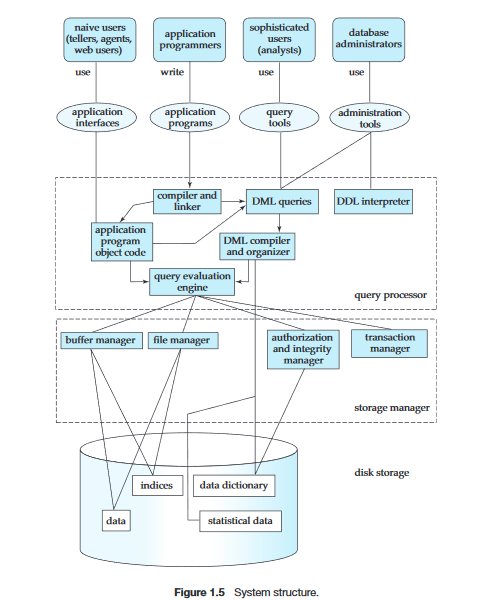 naive users
(tellers, agents,
web users)
application
programmers
sophisticated
users
(analysts)
database
administrators
use
write
use
use
application
interfaces
application
programs
query
tools
administration
tools
compiler and
linker
DML queries
DDL interpreter
application
program
object code
DML compiler
and organizer
query evaluation
engine
query processor
buffer manager
file manager
authorization
and integrity
manager
transaction
manager
storage manager
disk storage
indices
data dictionary
data
statistical data
Figure 1.5 System structure.